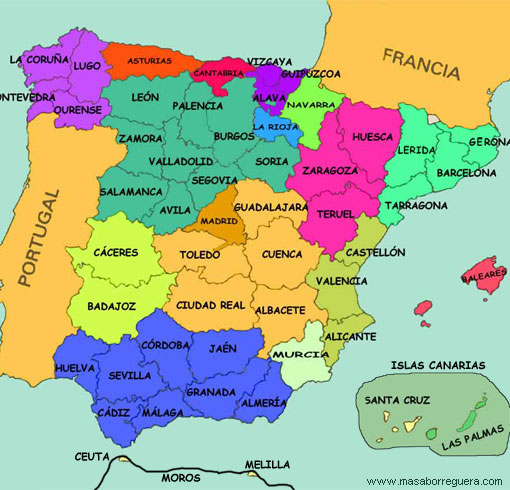 FRANCIA
LA CORUÑA
LUGO
ASTURIAS
CANTABRIA
VIZCAYA
GUIPUZCOA
ONTEVEDRA
OURENSE
LEÓN
PALENCIA
BURGOS
ALAVA
NAVARRA
LA RIOJA
HUESCA
LERIDA
GERONA
BARCELONA
ZAMORA
VALLADOLID
SORIA
ZARAGOZA
TARRAGONA
SALAMANCA
SEGOVIA
AVILA
MADRID
GUADALAJARA
TERUEL
PORTUGAL
CÁCERES
TOLEDO
CUENCA
CASTELLÓN
VALENCIA
BALEARES
BADAJOZ
CIUDAD REAL
ALBACETE
ALICANTE
MURCIA
HUELVA
SEVILLA
CÓRDOBA
JAÉN
GRANADA
CÁDIZ
MÁLAGA
ALMERÍA
ISLAS CANARIAS
SANTA CRUZ
LAS PALMAS
CEUTA
MELILLA
MOROS
www.masaborreguera.com